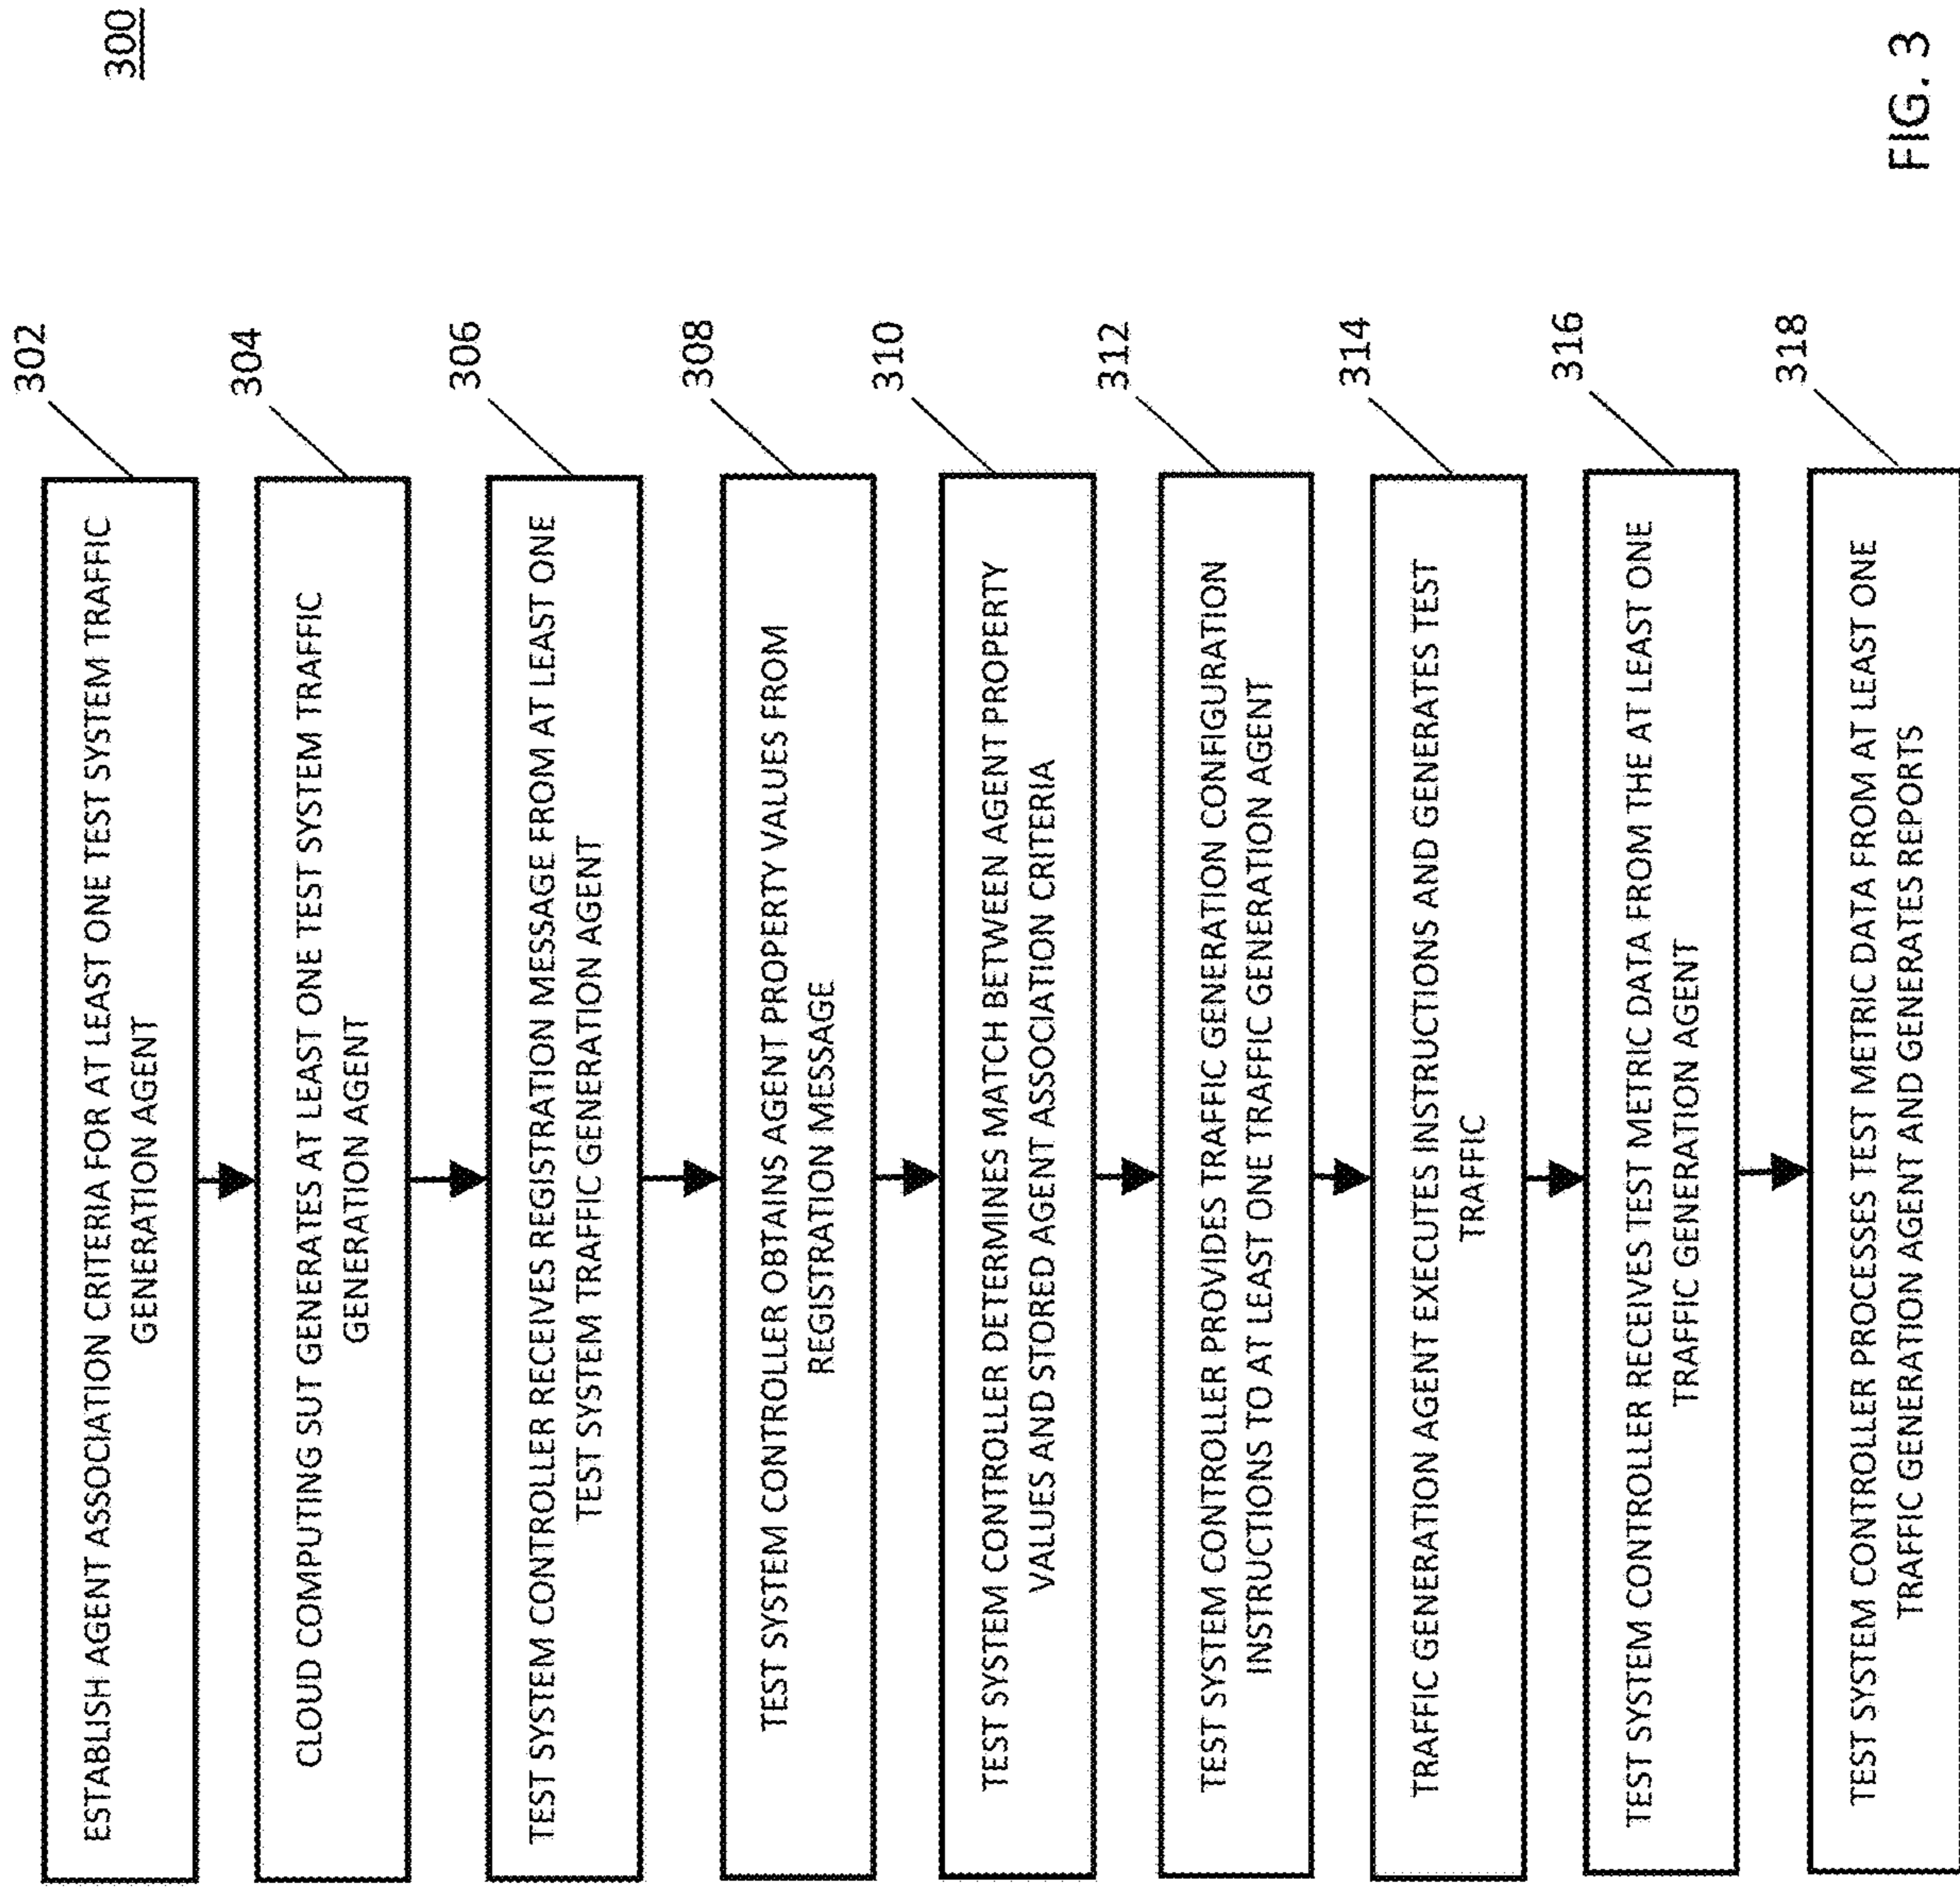 300
302
ESTABLISH AGENT ASSOCIATION CRITERIA FOR AT LEAST ONE TEST SYSTEM TRAFFIC
GENERATION AGENT
304
CLOUD COMPUTING SUT GENERATES AT LEAST ONE TEST SYSTEM TRAFFIC
GENERATION AGENT
306
TEST SYSTEM CONTROLLER RECEIVES REGISTRATION MESSAGE FROM AT LEAST ONE
TEST SYSTEM TRAFFIC GENERATION AGENT
308
TEST SYSTEM CONTROLLER OBTAINS AGENT PROPERTY VALUES FROM
REGISTRATION MESSAGE
310
TEST SYSTEM CONTROLLER DETERMINES MATCH BETWEEN AGENT PROPERTY
VALUES AND STORED AGENT ASSOCIATION CRITERIA
312
TEST SYSTEM CONTROLLER PROVIDES TRAFFIC GENERATION CONFIGURATION
INSTRUCTIONS TO AT LEAST ONE TRAFFIC GENERATION AGENT
314
TRAFFIC GENERATION AGENT EXECUTES INSTRUCTIONS AND GENERATES TEST
TRAFFIC
316
TEST SYSTEM CONTROLLER RECEIVES TEST METRIC DATA FROM THE AT LEAST ONE
TRAFFIC GENERATION AGENT
318
TEST SYSTEM CONTROLLER PROCESSES TEST METRIC DATA FROM AT LEAST ONE
TRAFFIC GENERATION AGENT AND GENERATES REPORTS
FIG. 3